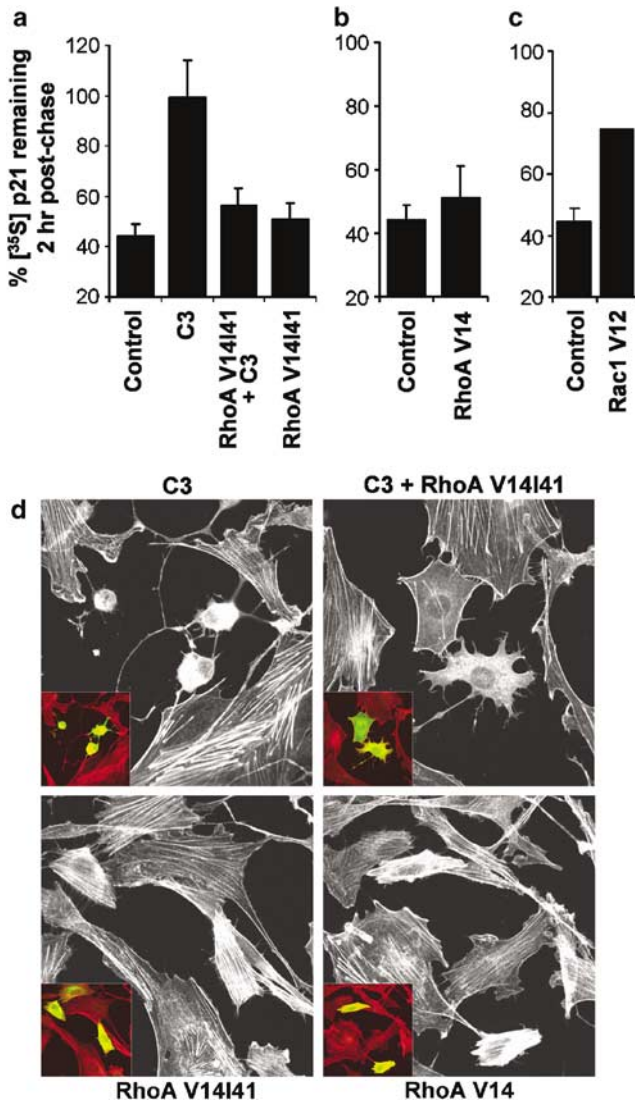 a
b
c
% [³⁵S] p21 remaining
2 hr post-chase
140
120
100
80
60
40
20
Control
C3
RhoA V14I41
+ C3
RhoA V14I41
100
80
60
40
20
Control
RhoA V14
100
80
60
40
20
Control
Rac1 V12
d
C3
C3 + RhoA V14I41
RhoA V14I41
RhoA V14